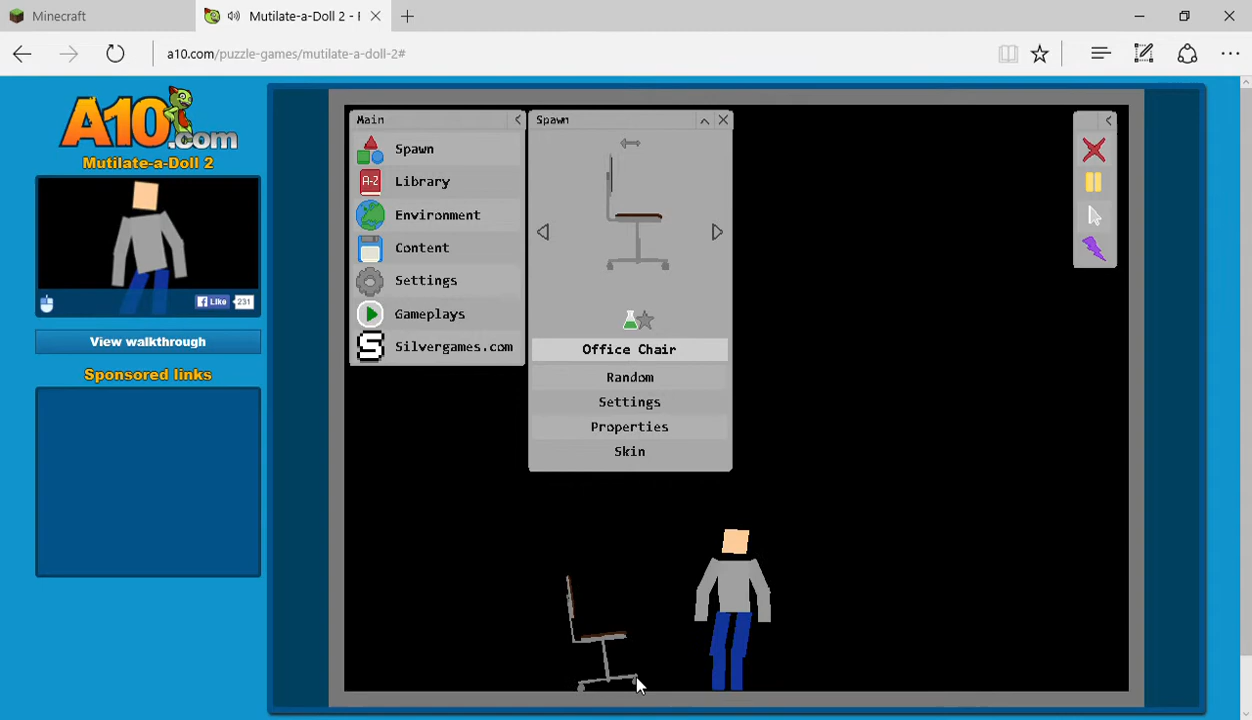 Minecraft
Mutilate-a-Doll 2 - F
a10.com/puzzle-games/mutilate-a-doll-2#
A10.com
Mutilate-a-Doll 2
Like 231
View walkthrough
Sponsored links
Main
Spawn
A-Z Library
Environment
Content
Settings
Gameplays
S Silvergames.com
Spawn
Office Chair
Random
Settings
Properties
Skin